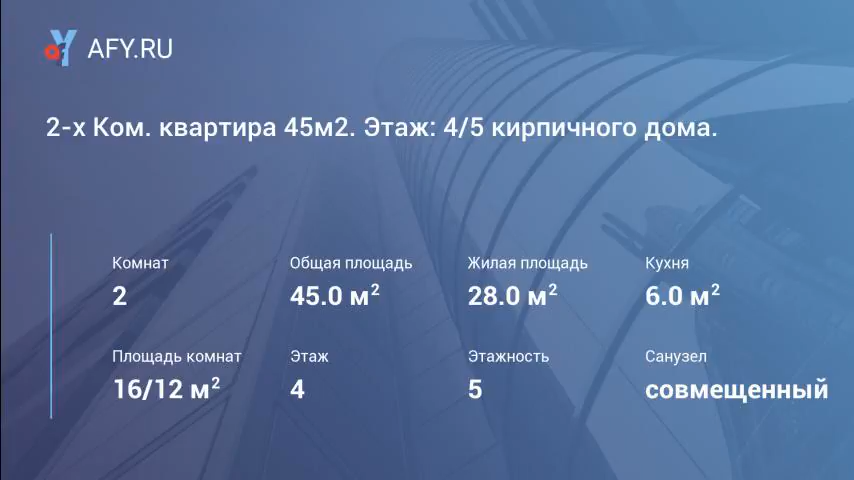 AFY.RU
2-х Ком. квартира 45м2. Этаж: 4/5 кирпичного дома.
Комнат
2
Общая площадь
45.0 м²
Жилая площадь
28.0 м²
Кухня
6.0 м²
Площадь комнат
16/12 м²
Этаж
4
Этажность
5
Санузел
совмещенный